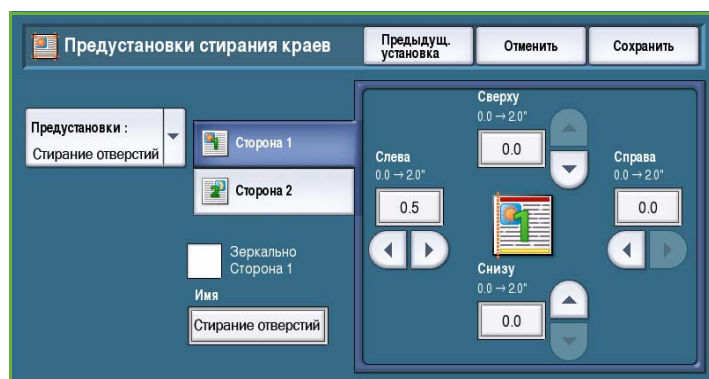 Предустановки стирания краев
Предыдущ.
установка
Отменить
Сохранить
Предустановки :
Стирание отверстий
Сторона 1
Сторона 2
Зеркально
Сторона 1
Имя
Стирание отверстий
Сверху
0.0 → 2.0"
0.0
Слева
0.0 → 2.0"
0.5
Справа
0.0 → 2.0"
0.0
Снизу
0.0 → 2.0"
0.0